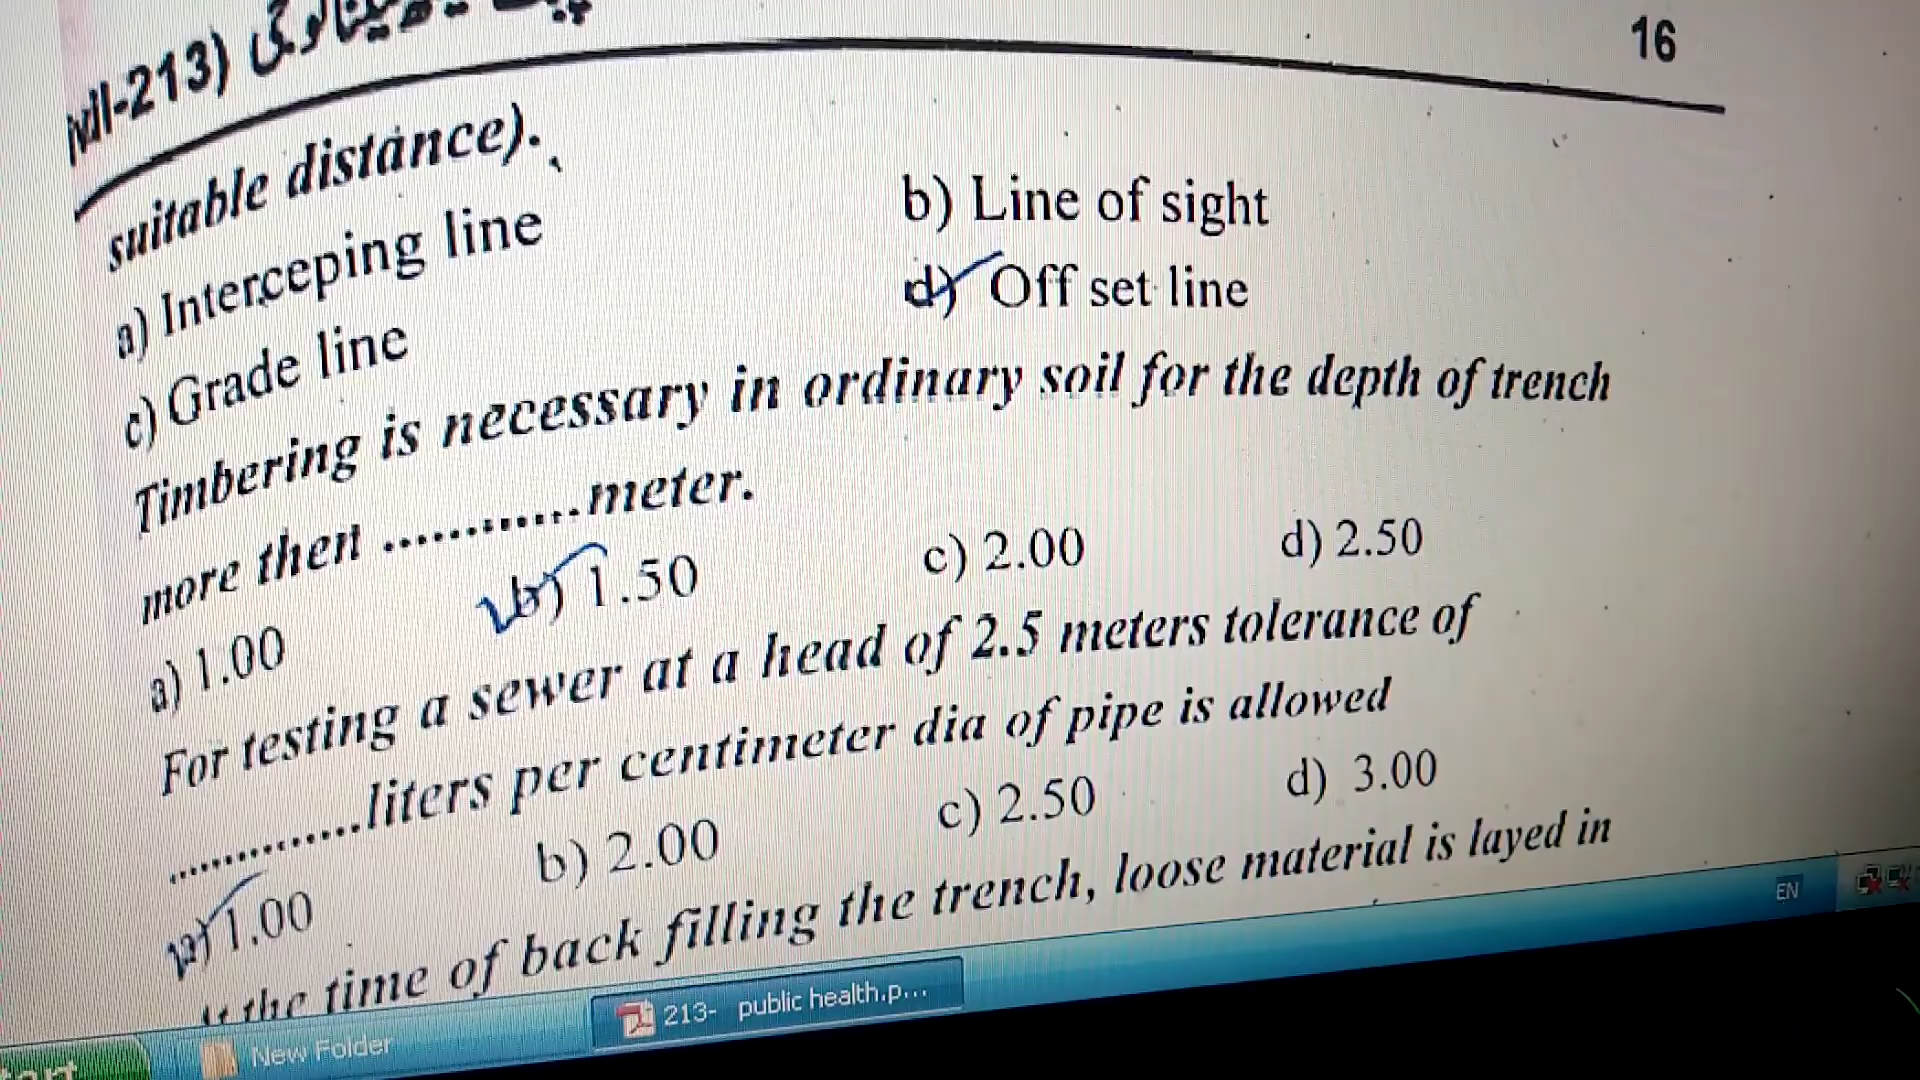 16
-213)
suitable distance).
a) Interceping line b) Line of sight
c) Grade line d) Off set line
Timbering is necessary in ordinary soil for the depth of trench
more then ............meter.
a) 1.00 b) 1.50 c) 2.00 d) 2.50
For testing a sewer at a head of 2.5 meters tolerance of
.............liters per centimeter dia of pipe is allowed
a) 1.00 b) 2.00 c) 2.50 d) 3.00
the time of back filling the trench, loose material is layed in
EN
213- public health.p...
New Folder